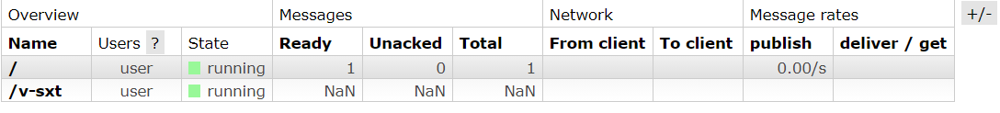 Overview Messages Network Message rates +/-
Name Users ? State Ready Unacked Total From client To client publish deliver / get
/ user running 1 0 1 0.00/s
/v-sxt user running NaN NaN NaN